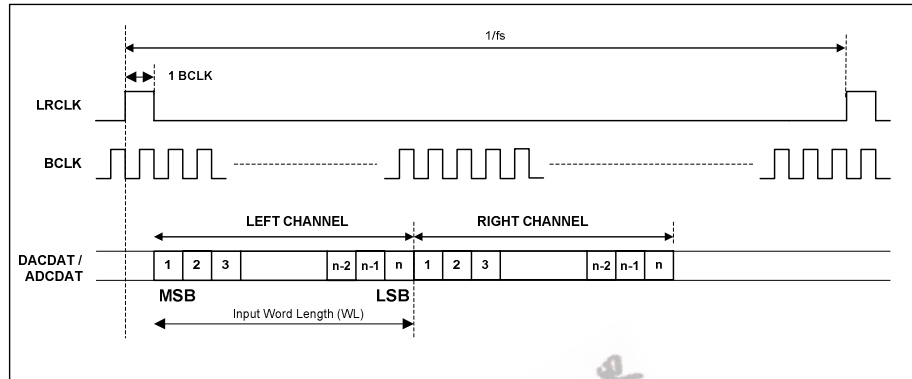 1/fs
1 BCLK
LRCLK
BCLK
LEFT CHANNEL RIGHT CHANNEL
DACDAT / ADCDAT
1 2 3 n-2 n-1 n 1 2 3 n-2 n-1 n
MSB LSB
Input Word Length (WL)